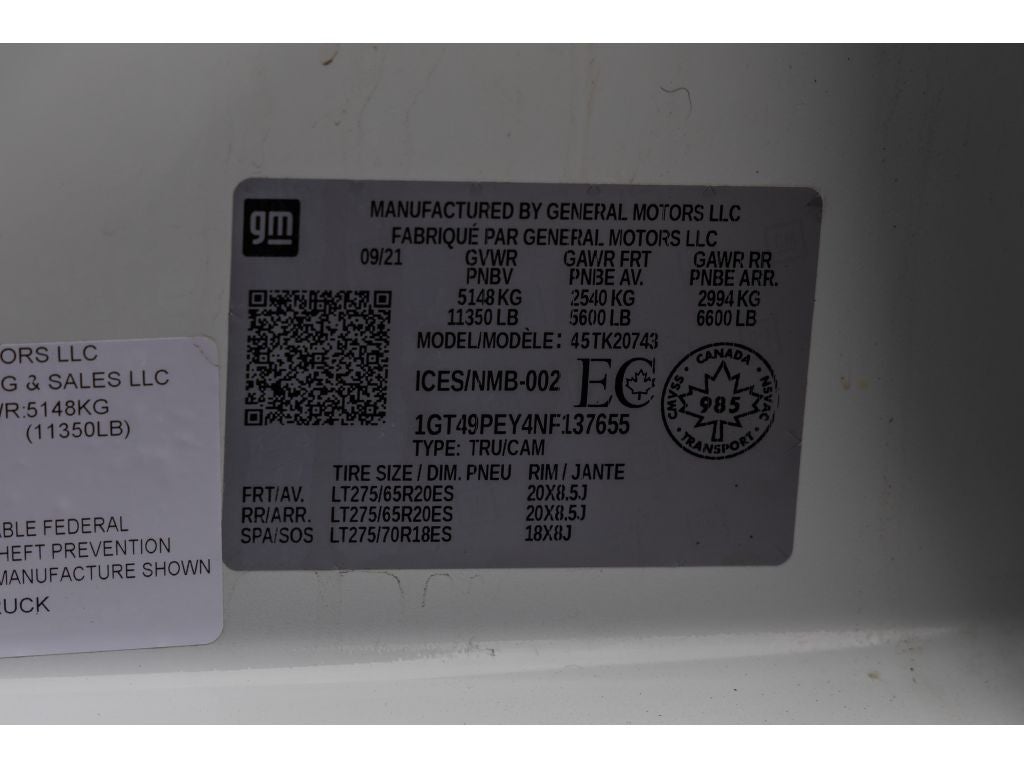 gm
MANUFACTURED BY GENERAL MOTORS LLC
FABRIQUÉ PAR GENERAL MOTORS LLC
09/21 GVWR GAWR FRT GAWR RR
PNBV PNBE AV. PNBE ARR.
5148 KG 2540 KG 2994 KG
11350 LB 5600 LB 6600 LB
MODEL/MODÈLE: 45TK20743
ICES/NMB-002 EC
CANADA
CMVSS · NSVAC
985
TRANSPORT
1GT49PEY4NF137655
TYPE: TRU/CAM
TIRE SIZE / DIM. PNEU RIM / JANTE
FRT/AV. LT275/65R20ES 20X8.5J
RR/ARR. LT275/65R20ES 20X8.5J
SPA/SOS LT275/70R18ES 18X8J
ORS LLC
G & SALES LLC
R:5148KG
(11350LB)
ABLE FEDERAL
HEFT PREVENTION
MANUFACTURE SHOWN
RUCK